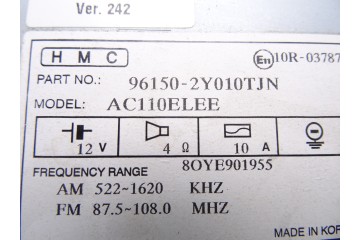 Ver. 242
HMC
E11 10R-03787
PART NO.: 96150-2Y010TJN
MODEL: AC110ELEE
12 V 4 Ω 10 A
8OYE901955
FREQUENCY RANGE
AM 522~1620 KHZ
FM 87.5~108.0 MHZ
MADE IN KOR